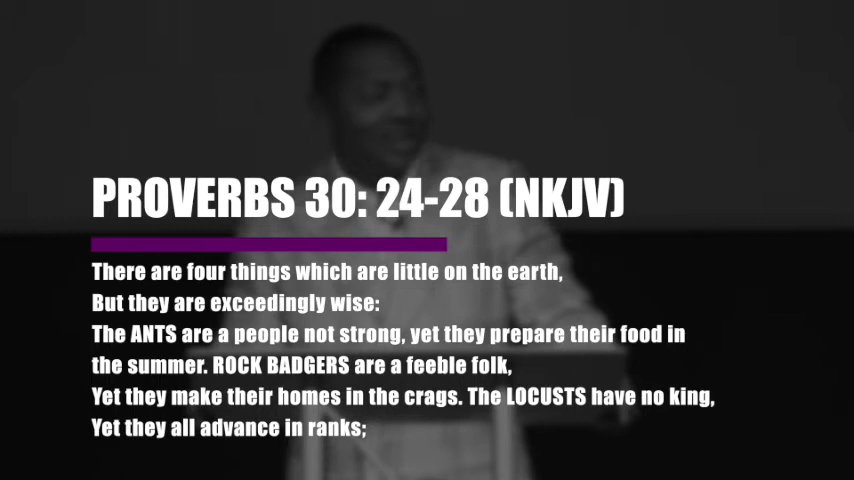 PROVERBS 30: 24-28 (NKJV)
There are four things which are little on the earth,
But they are exceedingly wise:
The ANTS are a people not strong, yet they prepare their food in
the summer. ROCK BADGERS are a feeble folk,
Yet they make their homes in the crags. The LOCUSTS have no king,
Yet they all advance in ranks;